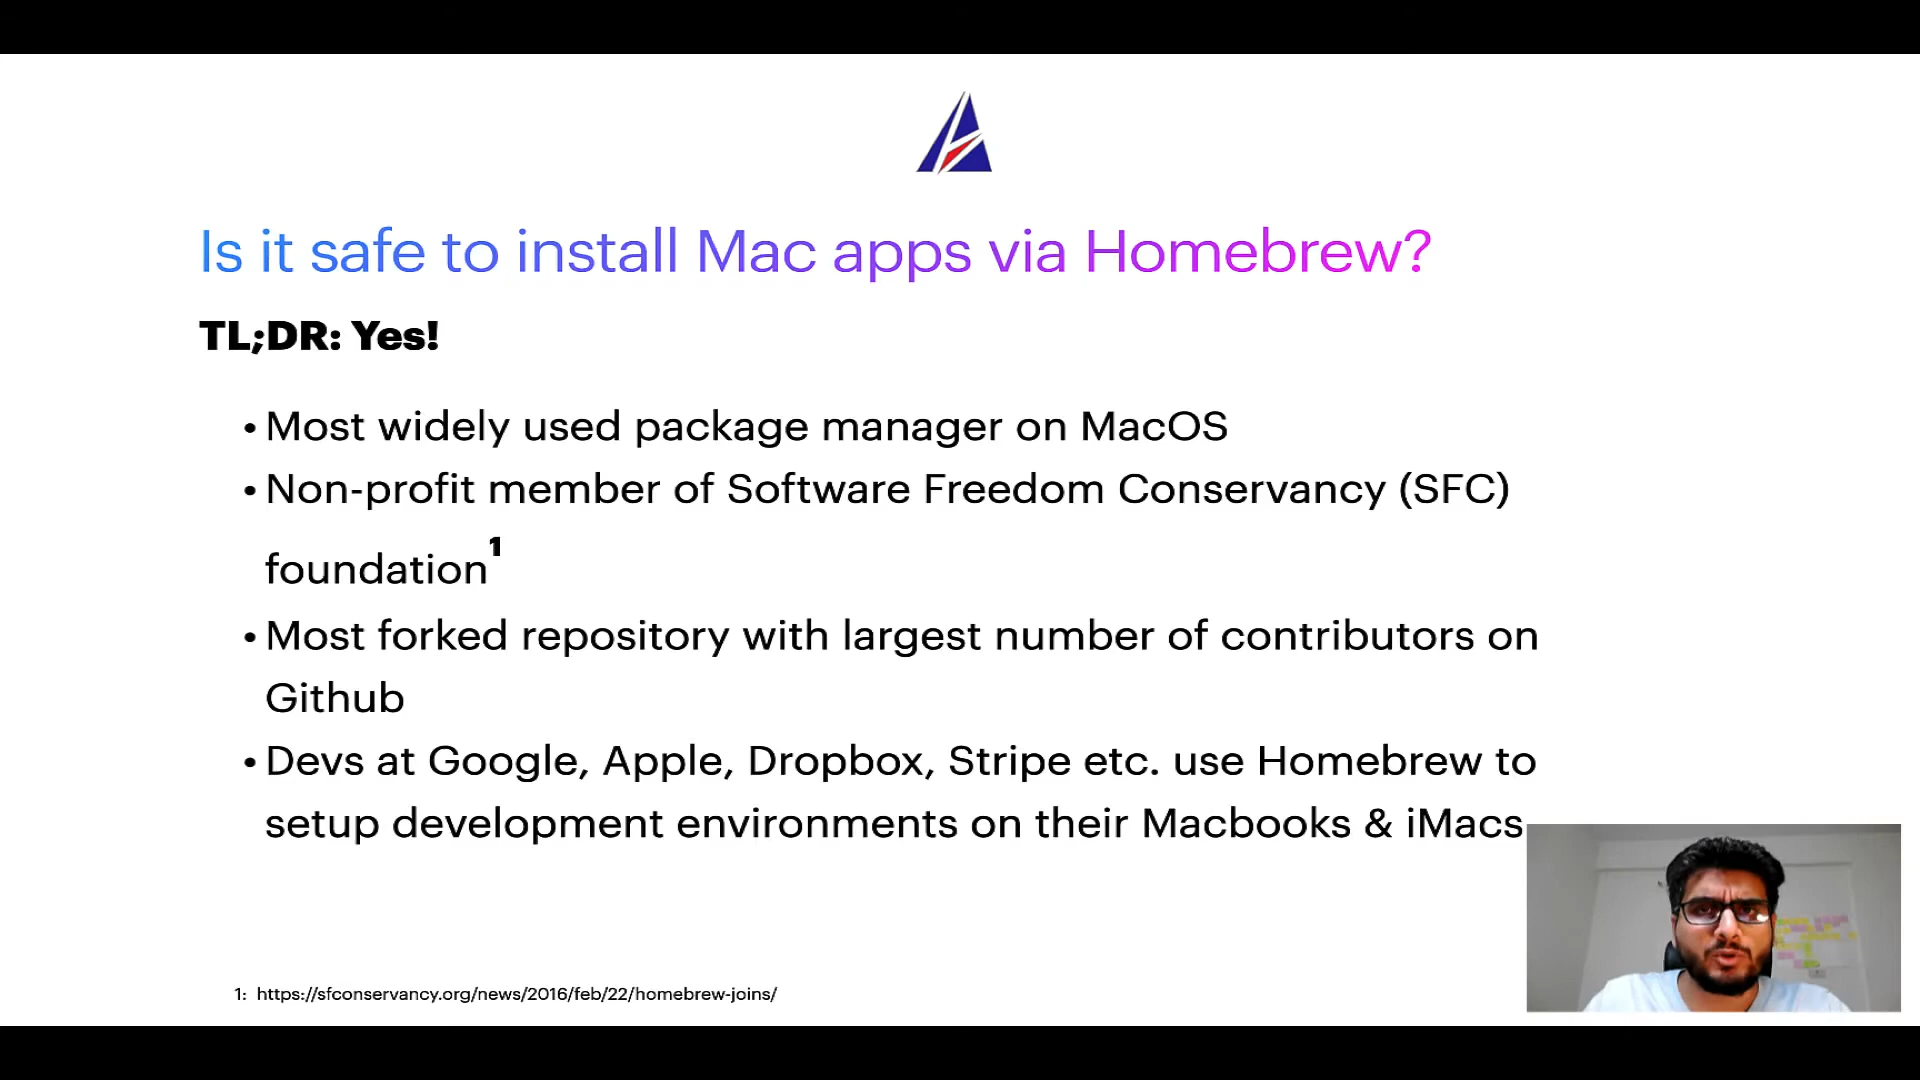 Is it safe to install Mac apps via Homebrew?
TL;DR: Yes!
• Most widely used package manager on MacOS
• Non-profit member of Software Freedom Conservancy (SFC)
foundation1
• Most forked repository with largest number of contributors on
Github
• Devs at Google, Apple, Dropbox, Stripe etc. use Homebrew to
setup development environments on their Macbooks & iMacs
1: https://sfconservancy.org/news/2016/feb/22/homebrew-joins/